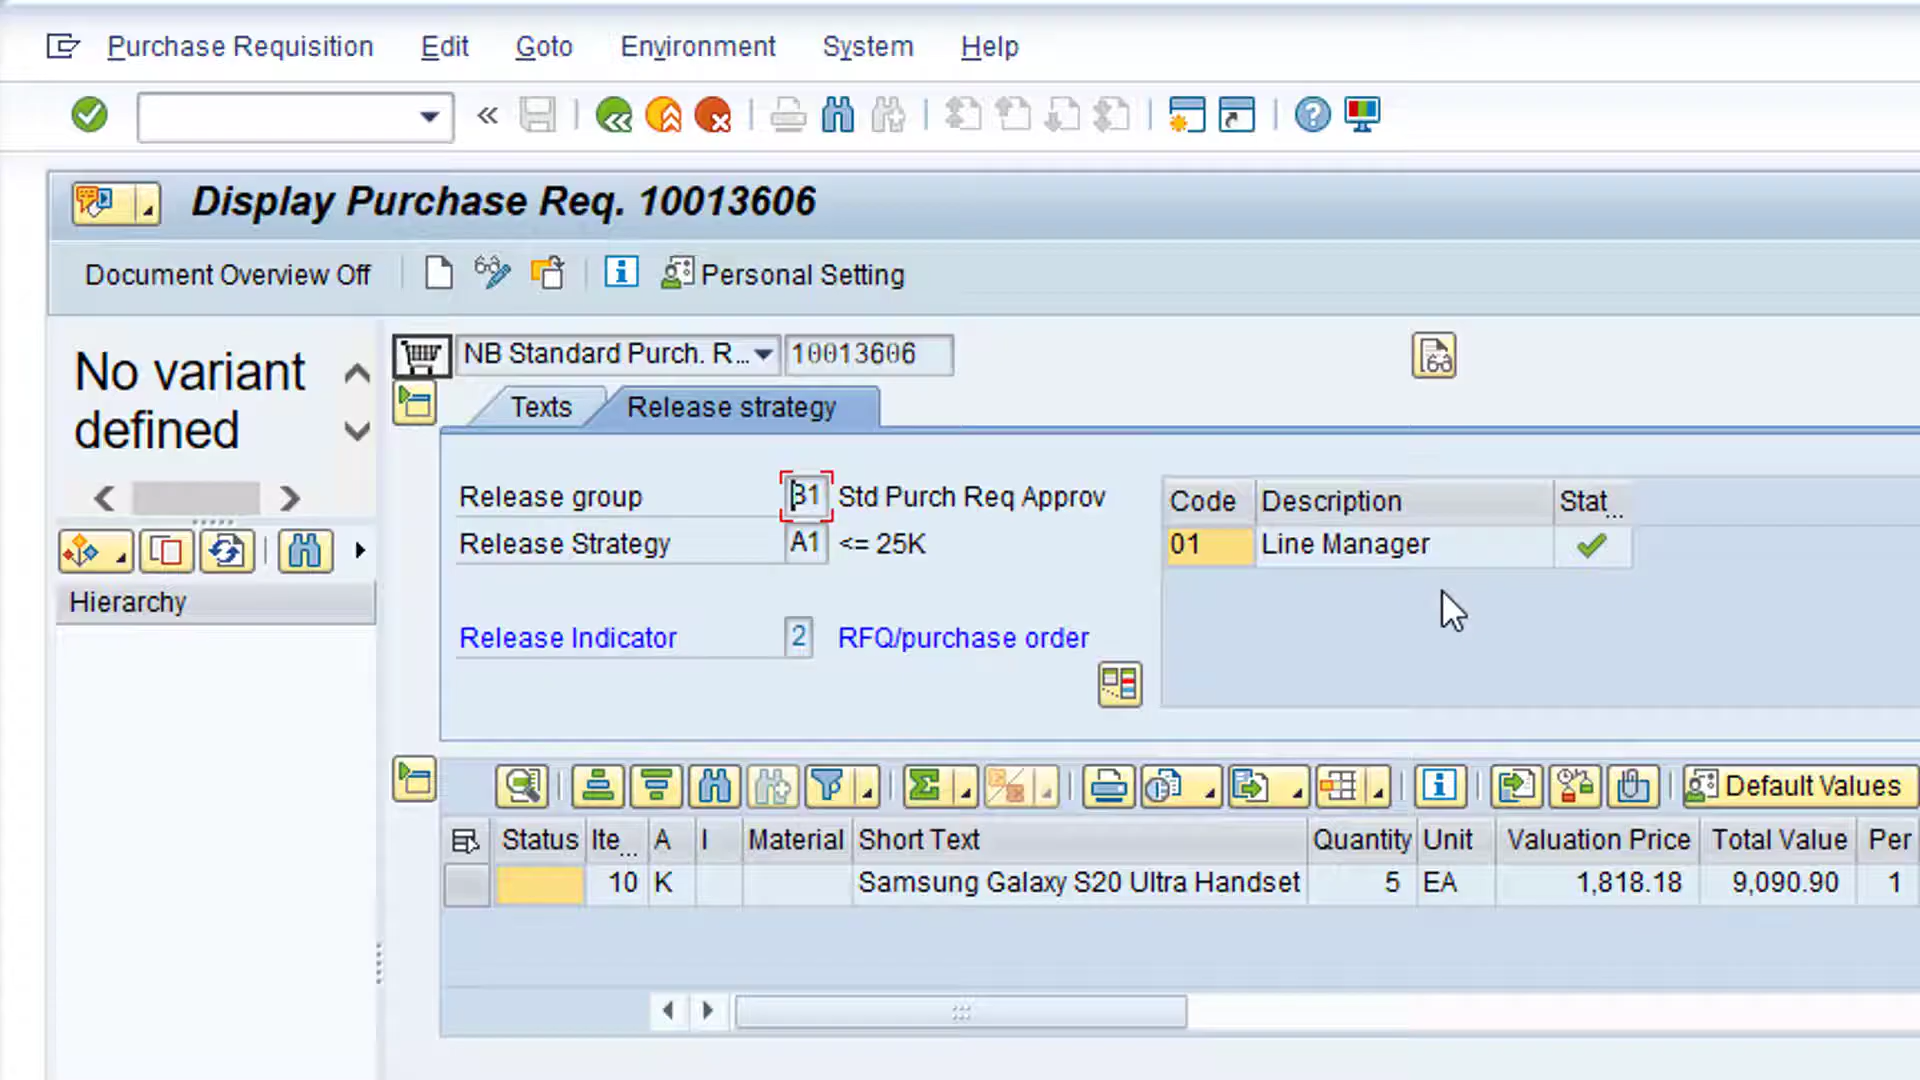 Purchase Requisition Edit Goto Environment System Help
Display Purchase Req. 10013606
Document Overview Off Personal Setting
No variant
defined
NB Standard Purch. R... 10013606
Texts Release strategy
Release group B1 Std Purch Req Approv
Release Strategy A1 <= 25K
Release Indicator 2 RFQ/purchase order
Code Description Stat...
01 Line Manager
Hierarchy
Default Values
Status Ite... A I Material Short Text Quantity Unit Valuation Price Total Value Per
10 K Samsung Galaxy S20 Ultra Handset 5 EA 1,818.18 9,090.90 1